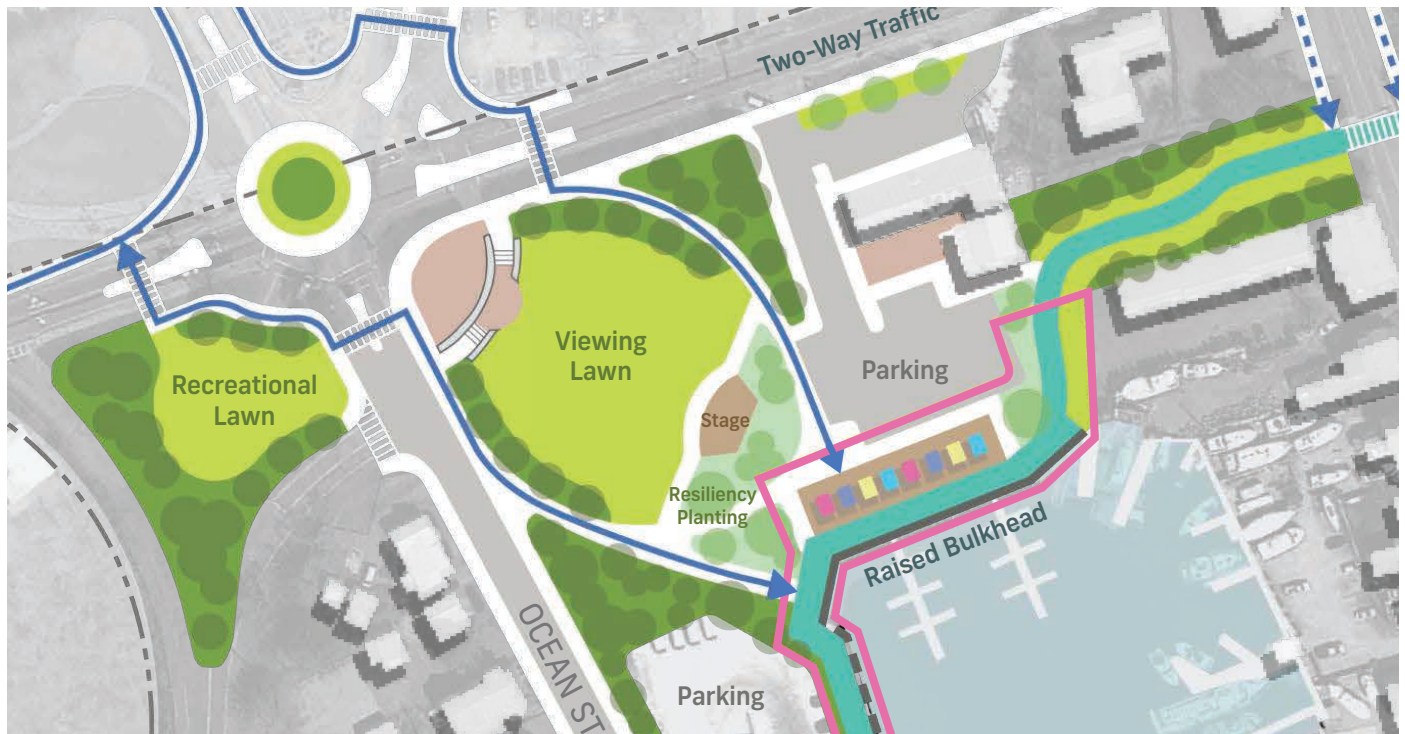 Two-Way Traffic
Viewing
Lawn
Recreational
Lawn
Parking
Stage
Resiliency
Planting
Raised Bulkhead
OCEAN ST
Parking